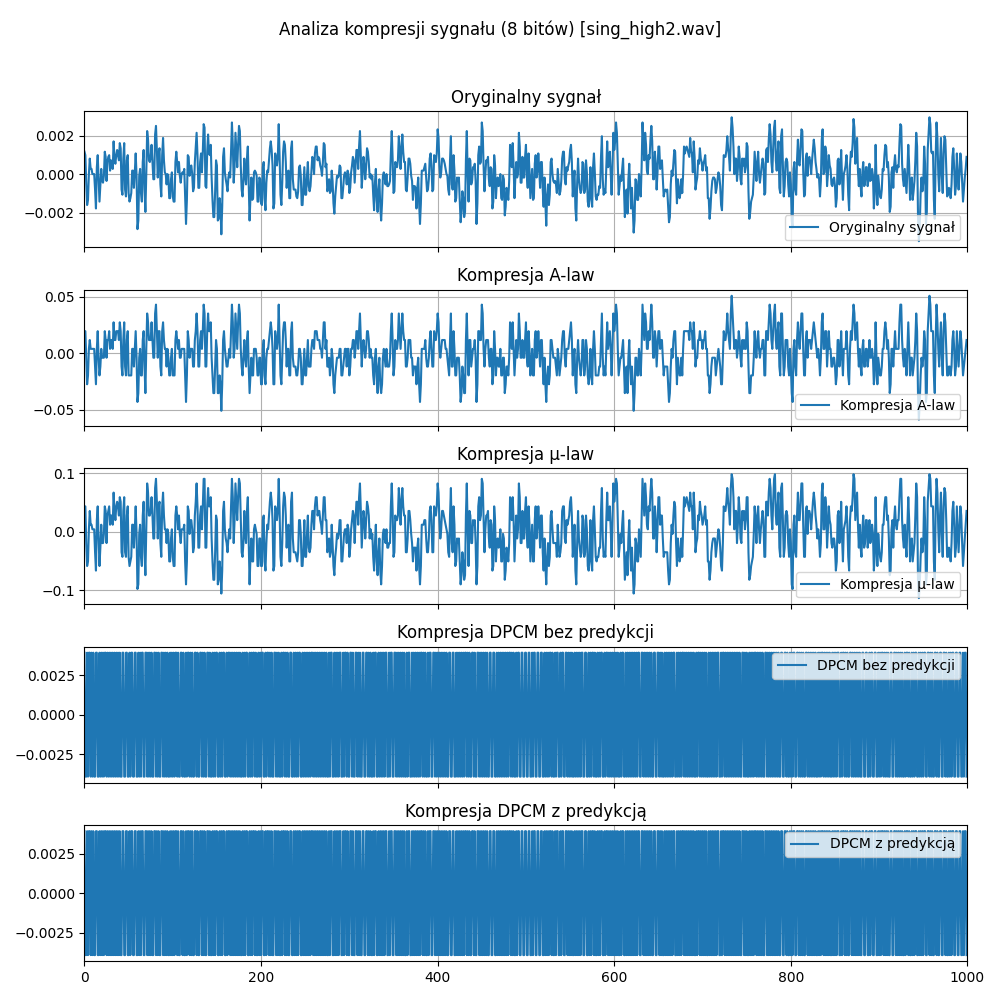 Analiza kompresji sygnału (8 bitów) [sing_high2.wav]
Oryginalny sygnał
0.002
0.000
−0.002
Oryginalny sygnał
Kompresja A-law
0.05
0.00
−0.05
Kompresja A-law
Kompresja μ-law
0.1
0.0
−0.1
Kompresja μ-law
Kompresja DPCM bez predykcji
0.0025
0.0000
−0.0025
DPCM bez predykcji
Kompresja DPCM z predykcją
0.0025
0.0000
−0.0025
DPCM z predykcją
0 200 400 600 800 1000